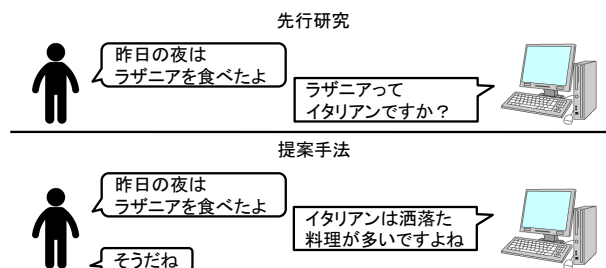 先行研究
昨日の夜は
ラザニアを食べたよ
ラザニアって
イタリアンですか？
提案手法
昨日の夜は
ラザニアを食べたよ
イタリアンは洒落た
料理が多いですよね
そうだね